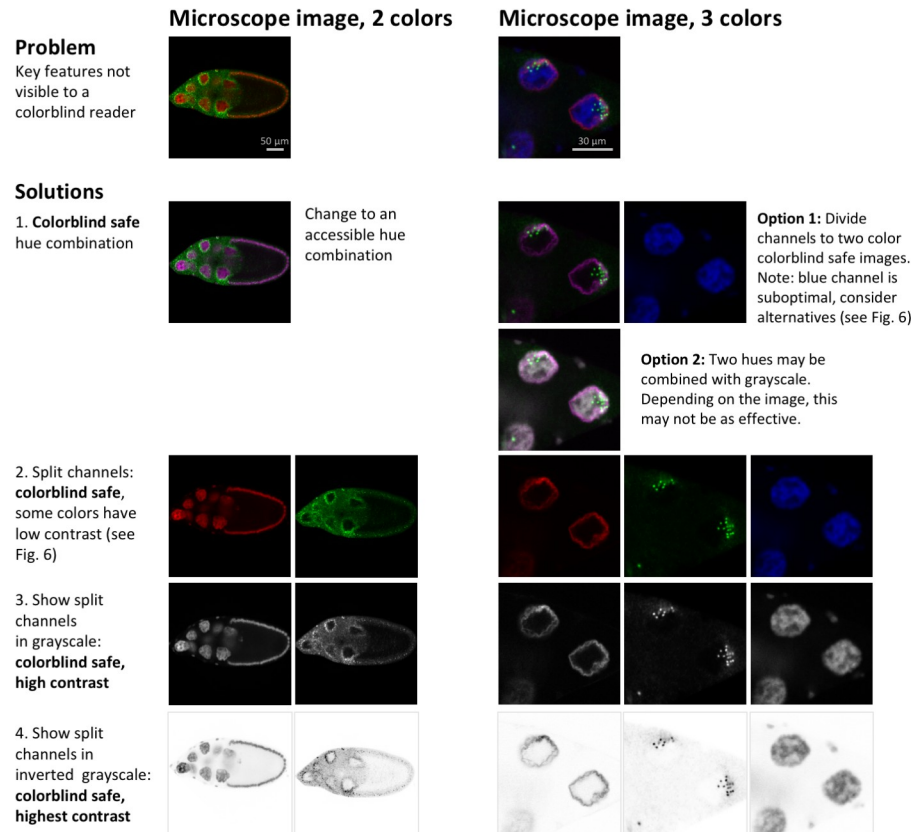 Microscope image, 2 colors
Microscope image, 3 colors
Problem
Key features not
visible to a
colorblind reader
50 µm
30 µm
Solutions
1. Colorblind safe
hue combination
Change to an
accessible hue
combination
Option 1: Divide
channels to two color
colorblind safe images.
Note: blue channel is
suboptimal, consider
alternatives (see Fig. 6)
Option 2: Two hues may be
combined with grayscale.
Depending on the image, this
may not be as effective.
2. Split channels:
colorblind safe,
some colors have
low contrast (see
Fig. 6)
3. Show split
channels
in grayscale:
colorblind safe,
high contrast
4. Show split
channels in
inverted grayscale:
colorblind safe,
highest contrast